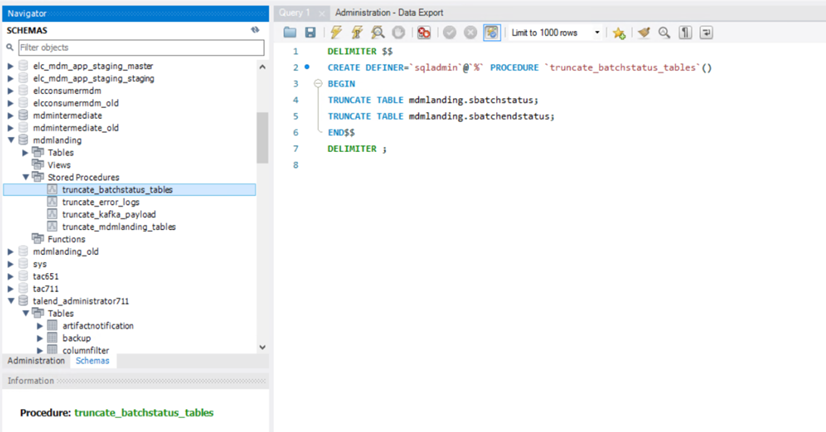 Navigator
SCHEMAS
Filter objects
elc_mdm_app_staging_master
elc_mdm_app_staging_staging
elcconsumermdm
elcconsumermdm_old
mdmintermediate
mdmintermediate_old
mdmlanding
Tables
Views
Stored Procedures
truncate_batchstatus_tables
truncate_error_logs
truncate_kafka_payload
truncate_mdmlanding_tables
Functions
mdmlanding_old
sys
tac651
tac711
talend_administrator711
Tables
artifactnotification
backup
columnfilter
Administration Schemas
Information
Procedure: truncate_batchstatus_tables
Query 1 Administration - Data Export
Limit to 1000 rows
1 DELIMITER $$
2 CREATE DEFINER=`sqladmin`@`%` PROCEDURE `truncate_batchstatus_tables`()
3 BEGIN
4 TRUNCATE TABLE mdmlanding.sbatchstatus;
5 TRUNCATE TABLE mdmlanding.sbatchendstatus;
6 END$$
7 DELIMITER ;
8